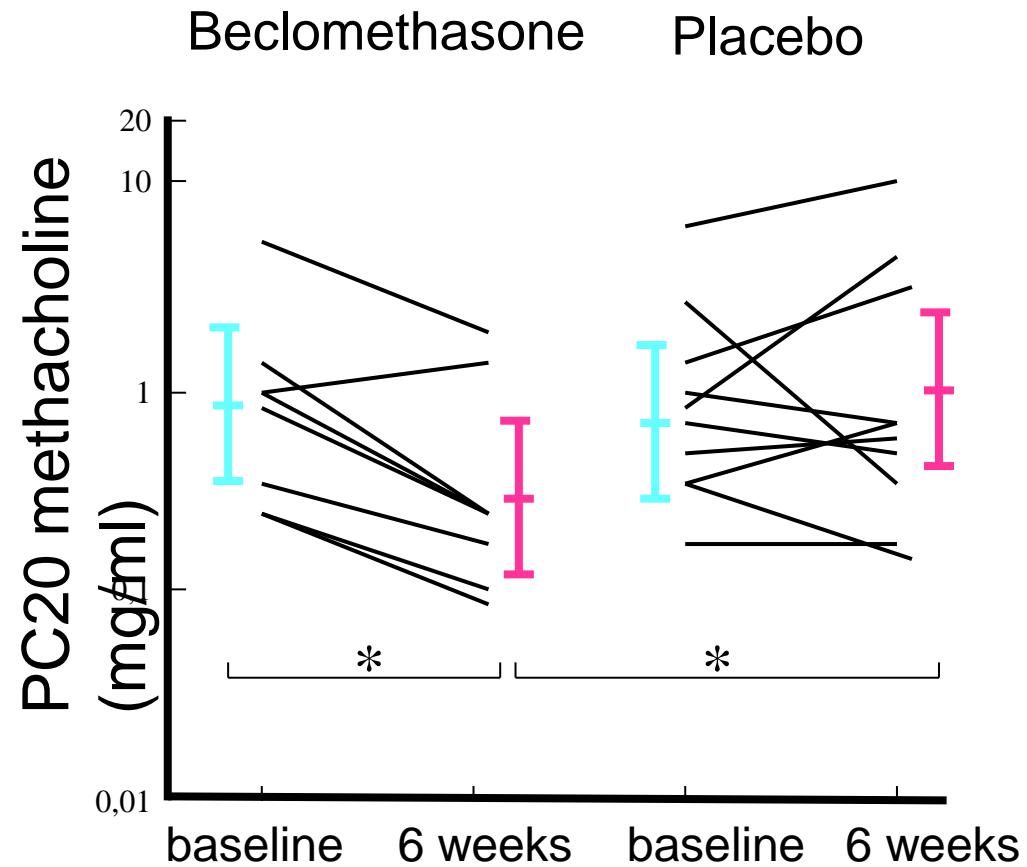 Beclomethasone Placebo
PC20 methacholine
(mg/ml)
20
10
1
0,01
* *
baseline 6 weeks baseline 6 weeks